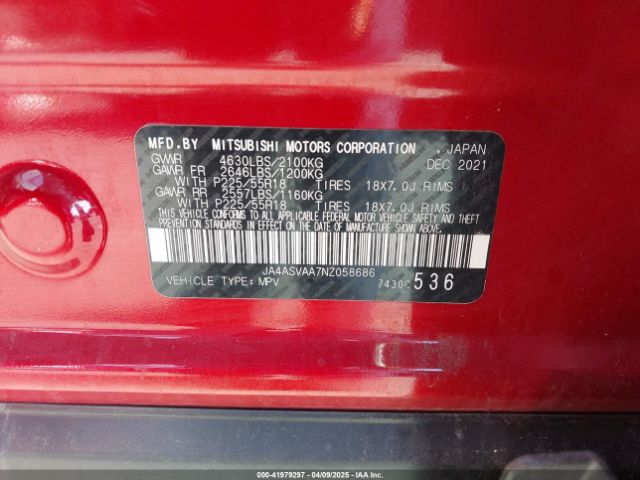 MFD.BY MITSUBISHI MOTORS CORPORATION , JAPAN
GVWR 4630LBS/2100KG DEC 2021
GAWR FR 2646LBS/1200KG
WITH P225/55R18 TIRES 18X7.0J RIMS
GAWR RR 2557LBS/1160KG
WITH P225/55R18 TIRES 18X7.0J RIMS
THIS VEHICLE CONFORMS TO ALL APPLICABLE FEDERAL MOTOR VEHICLE SAFETY AND THEFT
PREVENTION STANDARDS IN EFFECT ON THE DATE OF MANUFACTURE SHOWN ABOVE.
JA4ASVAA7NZ058686
VEHICLE TYPE:MPV 7430C 536
000-41979297 - 04/09/2025 - IAAI.COM